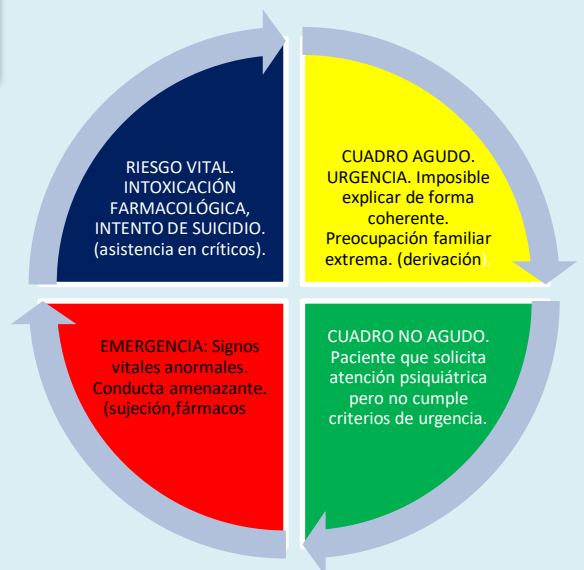 RIESGO VITAL.
INTOXICACIÓN
FARMACOLÓGICA,
INTENTO DE SUICIDIO.
(asistencia en críticos).
CUADRO AGUDO.
URGENCIA. Imposible
explicar de forma
coherente.
Preocupación familiar
extrema. (derivación).
EMERGENCIA: Signos
vitales anormales.
Conducta amenazante.
(sujeción,fármacos
CUADRO NO AGUDO.
Paciente que solicita
atención psiquiátrica
pero no cumple
criterios de urgencia.